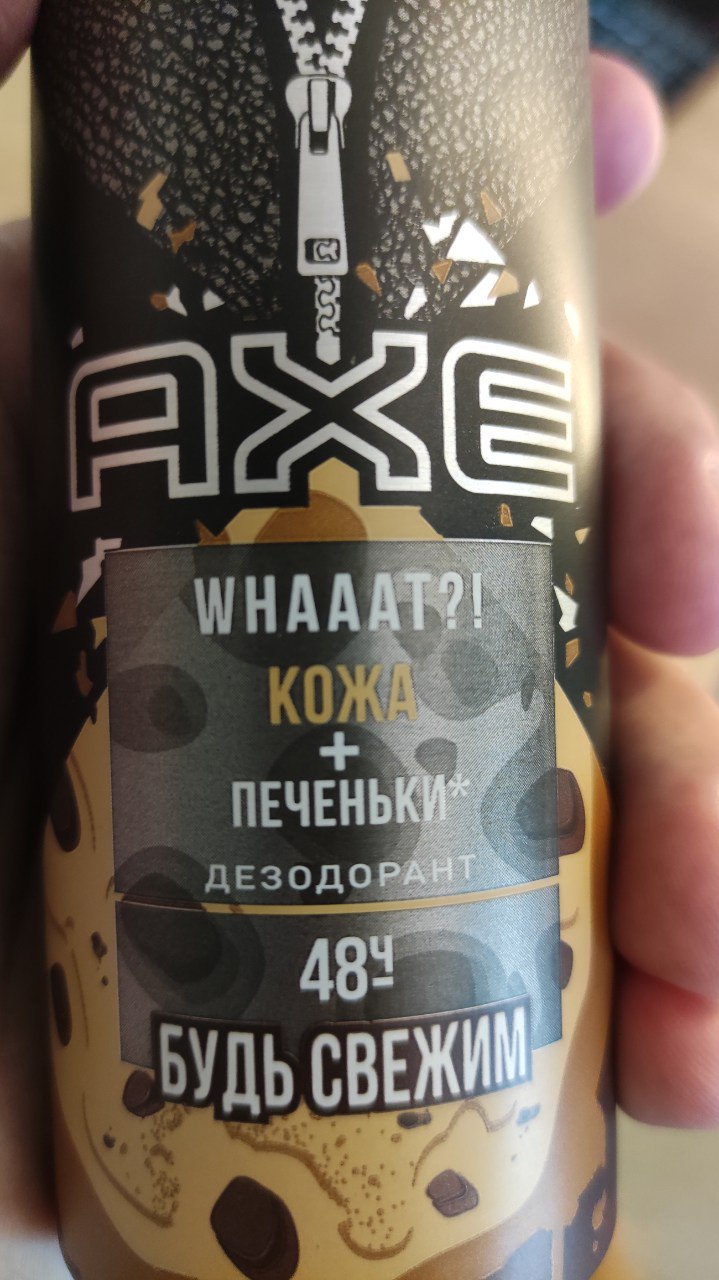 AXE
WHAAAT?!
КОЖА
+
ПЕЧЕНЬКИ*
ДЕЗОДОРАНТ
48ч
БУДЬ СВЕЖИМ